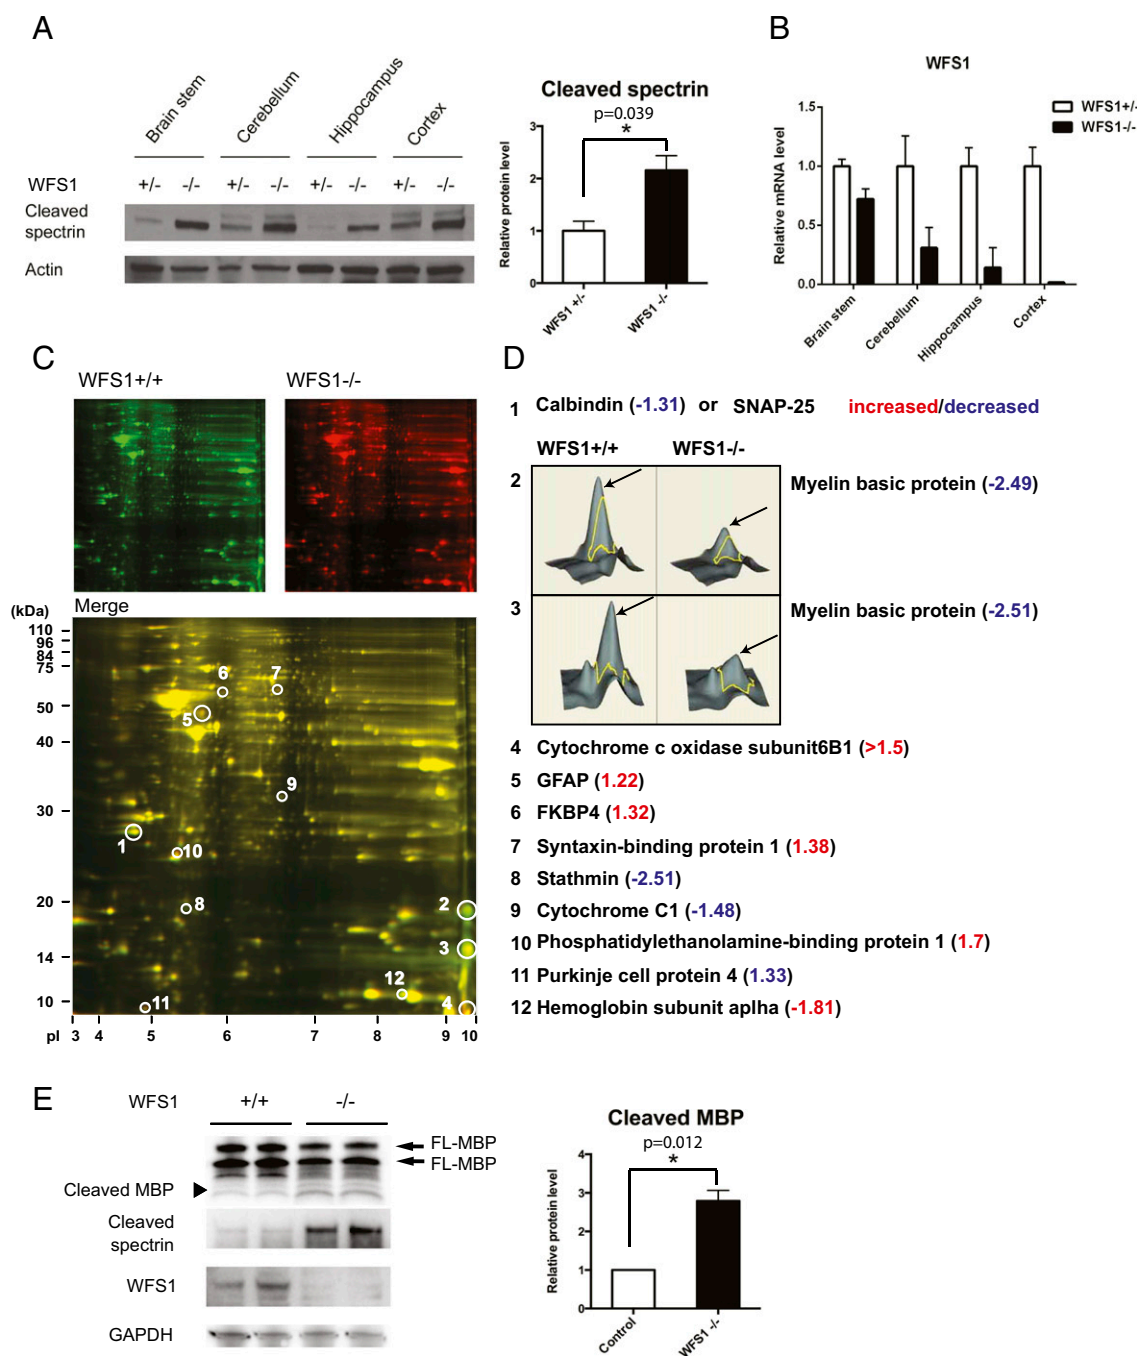 A
Brain stem
Cerebellum
Hippocampus
Cortex
WFS1 +/- -/- +/- -/- +/- -/- +/- -/-
Cleaved
spectrin
Actin
Cleaved spectrin
p=0.039
*
Relative protein level
3
2
1
0
WFS1 +/-
WFS1 -/-
B
WFS1
WFS1+/-
WFS1-/-
Relative mRNA level
1.5
1.0
0.5
0.0
Brain stem
Cerebellum
Hippocampus
Cortex
C
WFS1+/+ WFS1-/-
Merge
(kDa)
110
96
84
75
50
40
30
20
14
10
6 7
5
9
1
10
8
2
3
12
11
4
pI 3 4 5 6 7 8 9 10
D
1 Calbindin (-1.31) or SNAP-25 increased/decreased
WFS1+/+ WFS1-/-
2 Myelin basic protein (-2.49)
3 Myelin basic protein (-2.51)
4 Cytochrome c oxidase subunit6B1 (>1.5)
5 GFAP (1.22)
6 FKBP4 (1.32)
7 Syntaxin-binding protein 1 (1.38)
8 Stathmin (-2.51)
9 Cytochrome C1 (-1.48)
10 Phosphatidylethanolamine-binding protein 1 (1.7)
11 Purkinje cell protein 4 (1.33)
12 Hemoglobin subunit aplha (-1.81)
E
WFS1 +/+ -/-
FL-MBP
FL-MBP
Cleaved MBP
Cleaved
spectrin
WFS1
GAPDH
Cleaved MBP
p=0.012
*
Relative protein level
4
3
2
1
0
Control
WFS1 -/-